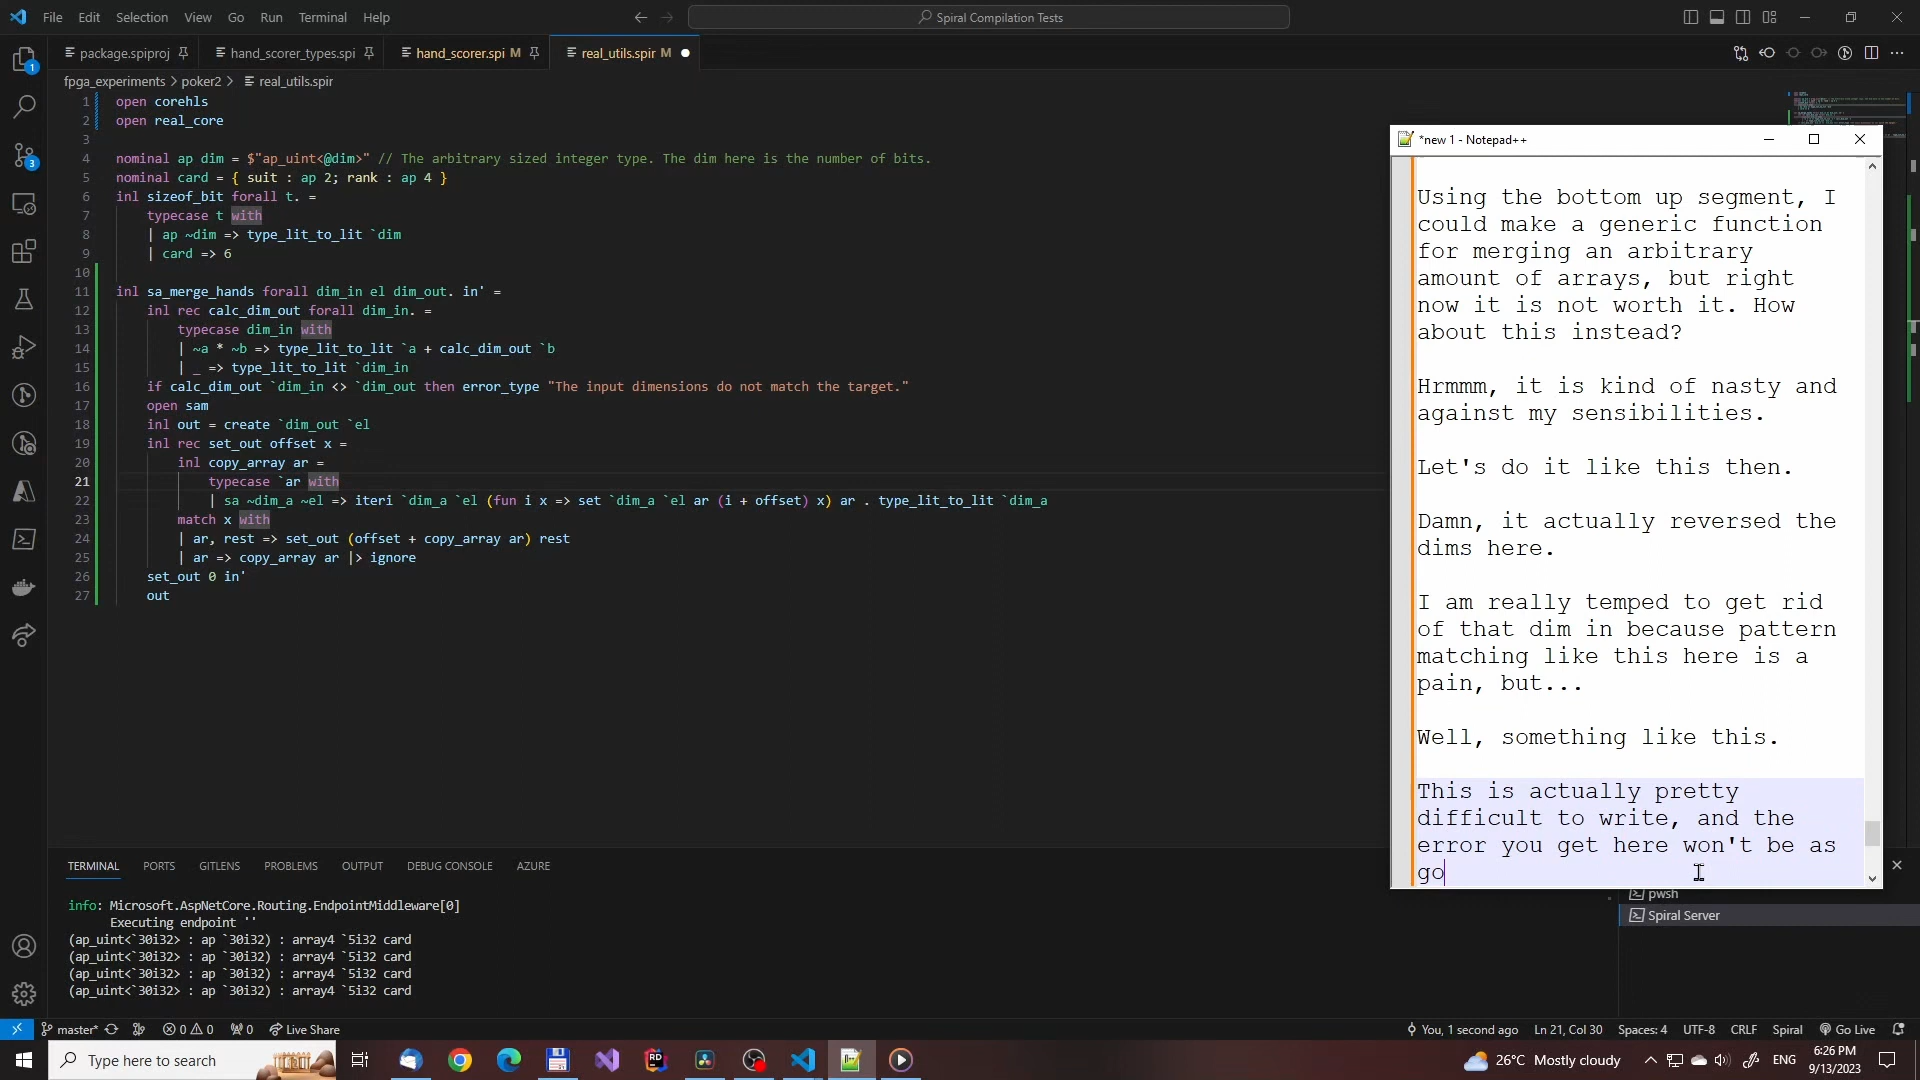 File Edit Selection View Go Run Terminal Help
Spiral Compilation Tests
package.spiproj hand_scorer_types.spi hand_scorer.spi M real_utils.spir M
fpga_experiments > poker2 > real_utils.spir
1 open corehls
2 open real_core
3
4 nominal ap dim = $"ap_uint<@dim>" // The arbitrary sized integer type. The dim here is the number of bits.
5 nominal card = { suit : ap 2; rank : ap 4 }
6 inl sizeof_bit forall t. =
7 typecase t with
8 | ap ~dim => type_lit_to_lit `dim
9 | card => 6
10
11 inl sa_merge_hands forall dim_in el dim_out. in' =
12 inl rec calc_dim_out forall dim_in. =
13 typecase dim_in with
14 | ~a * ~b => type_lit_to_lit `a + calc_dim_out `b
15 | _ => type_lit_to_lit `dim_in
16 if calc_dim_out `dim_in <> `dim_out then error_type "The input dimensions do not match the target."
17 open sam
18 inl out = create `dim_out `el
19 inl rec set_out offset x =
20 inl copy_array ar =
21 typecase `ar with
22 | sa ~dim_a ~el => iteri `dim_a `el (fun i x => set `dim_a `el ar (i + offset) x) ar . type_lit_to_lit `dim_a
23 match x with
24 | ar, rest => set_out (offset + copy_array ar) rest
25 | ar => copy_array ar |> ignore
26 set_out 0 in'
27 out
*new 1 - Notepad++
Using the bottom up segment, I
could make a generic function
for merging an arbitrary
amount of arrays, but right
now it is not worth it. How
about this instead?
Hrmmm, it is kind of nasty and
against my sensibilities.
Let's do it like this then.
Damn, it actually reversed the
dims here.
I am really temped to get rid
of that dim in because pattern
matching like this here is a
pain, but...
Well, something like this.
This is actually pretty
difficult to write, and the
error you get here won't be as
go
TERMINAL PORTS GITLENS PROBLEMS OUTPUT DEBUG CONSOLE AZURE
info: Microsoft.AspNetCore.Routing.EndpointMiddleware[0]
Executing endpoint ''
(ap_uint<`30i32> : ap `30i32) : array4 `5i32 card
(ap_uint<`30i32> : ap `30i32) : array4 `5i32 card
(ap_uint<`30i32> : ap `30i32) : array4 `5i32 card
(ap_uint<`30i32> : ap `30i32) : array4 `5i32 card
pwsh
Spiral Server
master* 0 0 0 Live Share You, 1 second ago Ln 21, Col 30 Spaces: 4 UTF-8 CRLF Spiral Go Live
Type here to search 26°C Mostly cloudy ENG 6:26 PM
9/13/2023